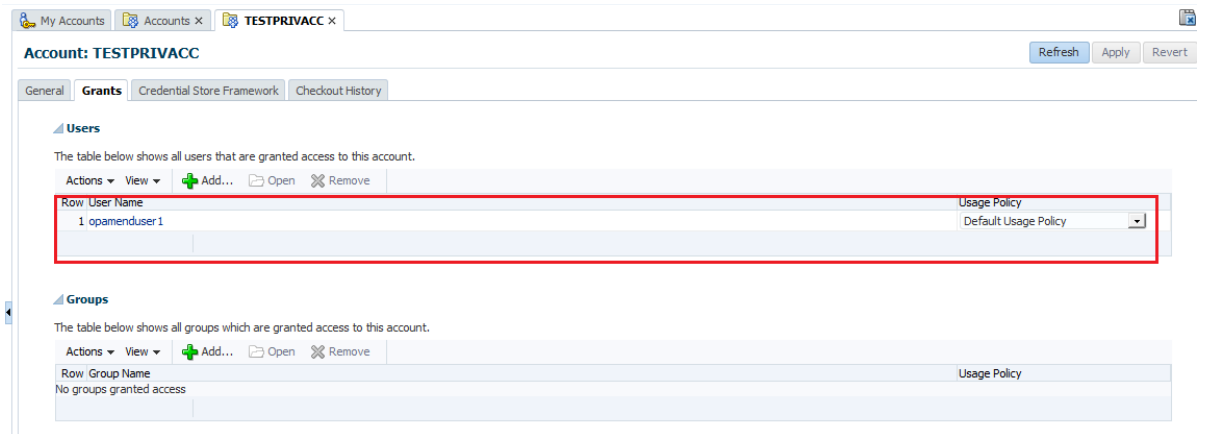 My Accounts Accounts × TESTPRIVACC ×
Account: TESTPRIVACC Refresh Apply Revert
General Grants Credential Store Framework Checkout History
Users
The table below shows all users that are granted access to this account.
Actions View Add... Open Remove
Row User Name Usage Policy
1 opamenduser1 Default Usage Policy
Groups
The table below shows all groups which are granted access to this account.
Actions View Add... Open Remove
Row Group Name Usage Policy
No groups granted access